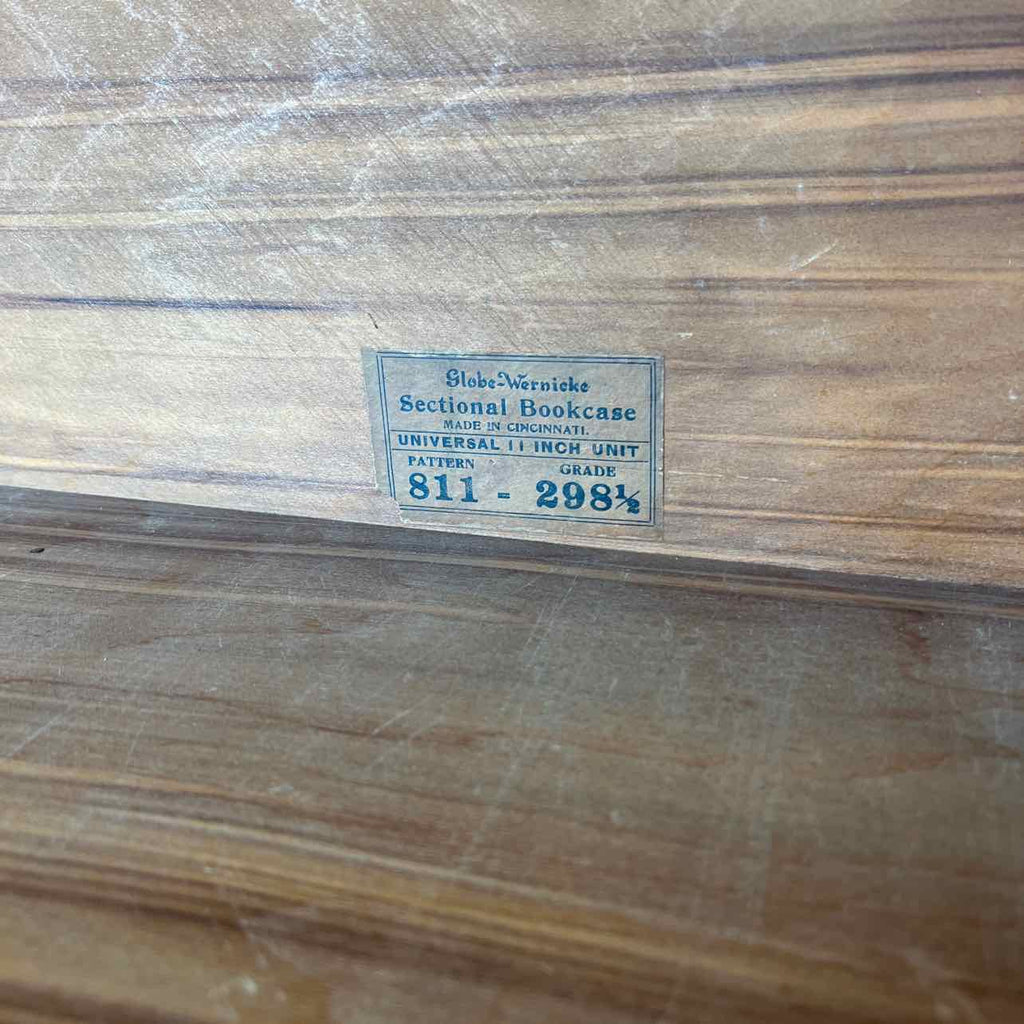 Globe-Wernicke
Sectional Bookcase
MADE IN CINCINNATI.
UNIVERSAL 11 INCH UNIT
PATTERN GRADE
811 - 298½